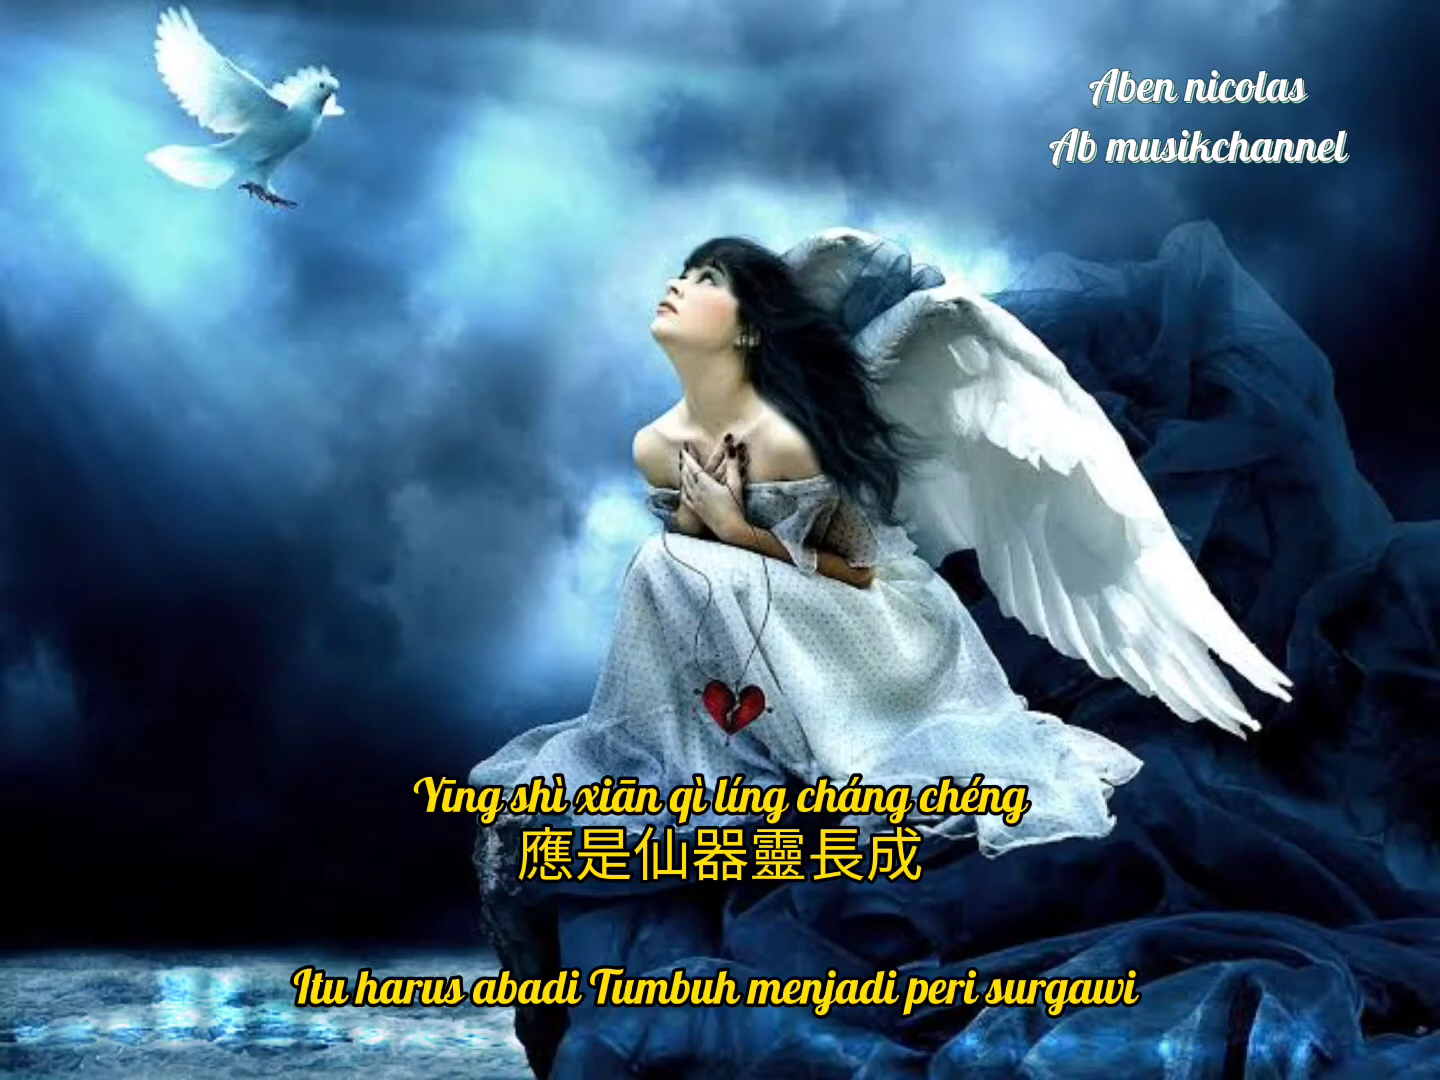 Aben nicolas
Ab musikchannel
Yīng shì xiān qì líng cháng chéng
應是仙器靈長成
Itu harus abadi Tumbuh menjadi peri surgawi